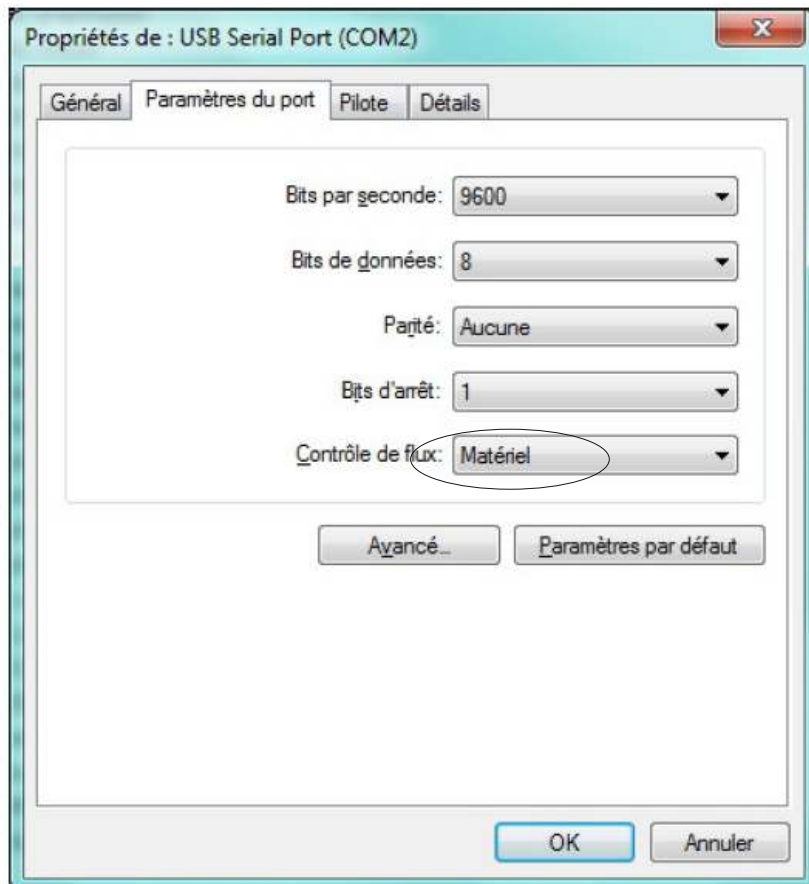 Propriétés de : USB Serial Port (COM2)
Général Paramètres du port Pilote Détails
Bits par seconde: 9600
Bits de données: 8
Parité: Aucune
Bits d'arrêt: 1
Contrôle de flux: Matériel
Avancé... Paramètres par défaut
OK Annuler